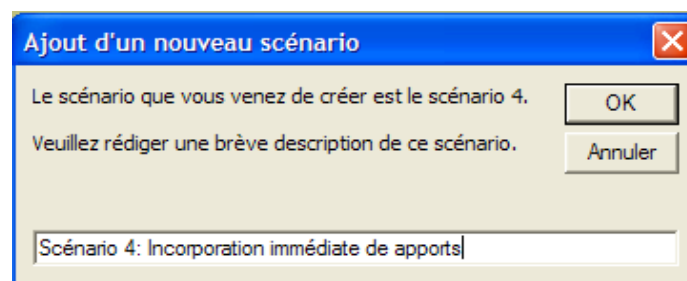 Ajout d'un nouveau scénario
Le scénario que vous venez de créer est le scénario 4.
OK
Veuillez rédiger une brève description de ce scénario.
Annuler
Scénario 4: Incorporation immédiate de apports